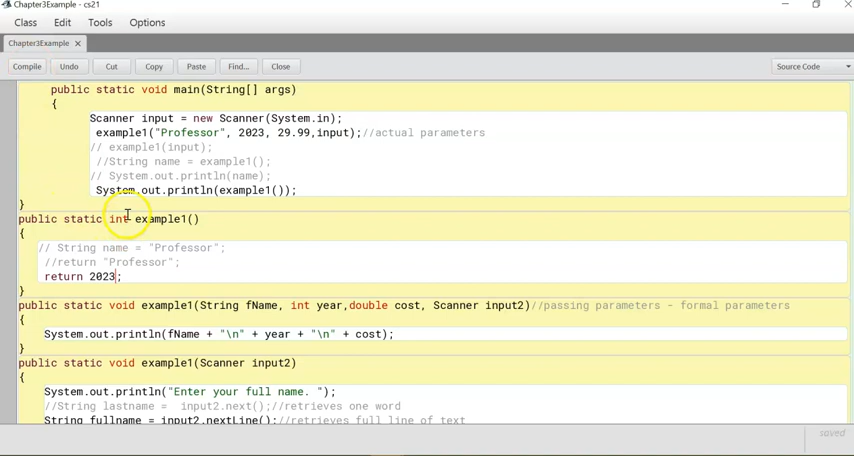 Chapter3Example - cs21
Class Edit Tools Options
Chapter3Example X
Compile Undo Cut Copy Paste Find... Close Source Code
public static void main(String[] args)
{
Scanner input = new Scanner(System.in);
example1("Professor", 2023, 29.99,input);//actual parameters
// example1(input);
//String name = example1();
// System.out.println(name);
System.out.println(example1());
}
public static int example1()
{
// String name = "Professor";
//return "Professor";
return 2023;
}
public static void example1(String fName, int year,double cost, Scanner input2)//passing parameters - formal parameters
{
System.out.println(fName + "\n" + year + "\n" + cost);
}
public static void example1(Scanner input2)
{
System.out.println("Enter your full name. ");
//String lastname = input2.next();//retrieves one word
String fullname = input2.nextLine();//retrieves full line of text
saved